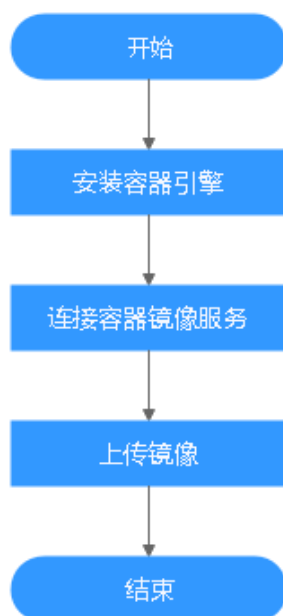 开始
安装容器引擎
连接容器镜像服务
上传镜像
结束